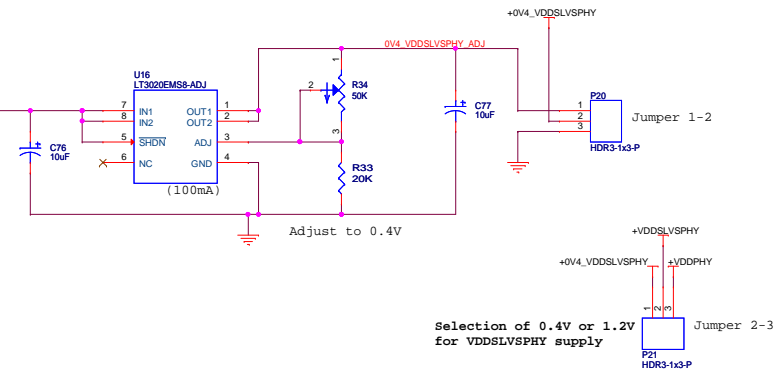 +0V4_VDDSLVSPHY
0V4_VDDSLVSPHY_ADJ
U16
LT3020EMS8-ADJ
7 IN1 OUT1 1
8 IN2 OUT2 2
5 SHDN ADJ 3
6 NC GND 4
(100mA)
C76
10uF
1
2
3
R34
50K
R33
20K
C77
10uF
P20
1
2
3
HDR3-1x3-P
Jumper 1-2
Adjust to 0.4V
+VDDSLVSPHY
+0V4_VDDSLVSPHY +VDDPHY
1 2 3
Selection of 0.4V or 1.2V
for VDDSLVSPHY supply
Jumper 2-3
P21
HDR3-1x3-P